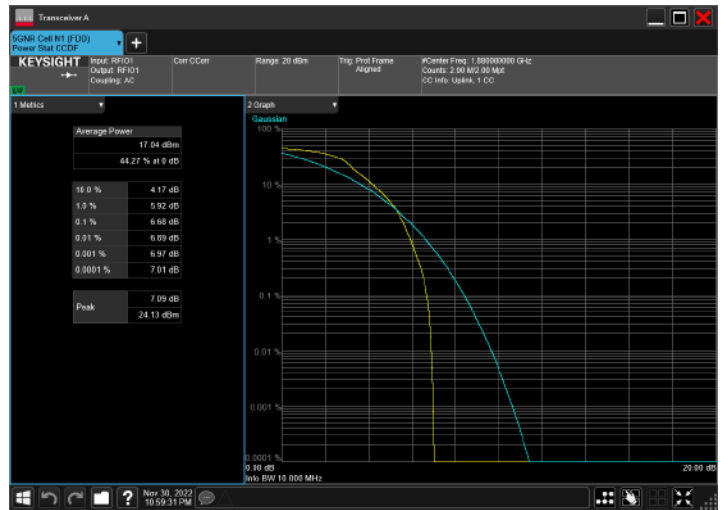 Transceiver A
5GNR Cell N1 (FDD)
Power Stat CCDF
KEYSIGHT
Input: RFIO1
Output: RFIO1
Coupling: AC
Corr CCorr
Range: 20 dBm
Trig: Prot Frame
Aligned
#Center Freq: 1.880000000 GHz
Counts: 2.00 M/2.00 Mpt
CC Info: Uplink, 1 CC
1 Metrics
Average Power
17.04 dBm
44.27 % at 0 dB
10.0 % 4.17 dB
1.0 % 5.92 dB
0.1 % 6.68 dB
0.01 % 6.89 dB
0.001 % 6.97 dB
0.0001 % 7.01 dB
Peak
7.09 dB
24.13 dBm
2 Graph
Gaussian
100 %
10 %
1 %
0.1 %
0.01 %
0.001 %
0.0001 %
0.00 dB
20.00 dB
Info BW 10.000 MHz
?
Nov 30, 2022
10:59:31 PM